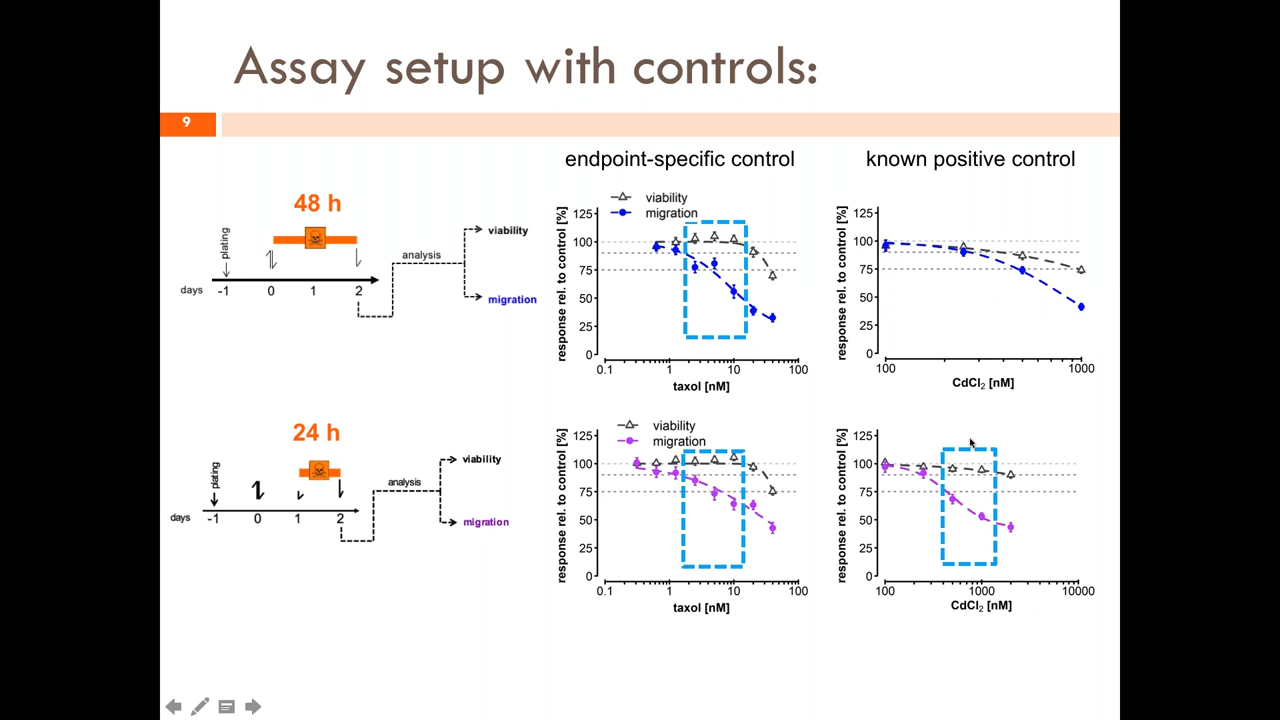 Assay setup with controls:
9
endpoint-specific control
known positive control
48 h
plating
days
-1
0
1
2
analysis
viability
migration
viability
migration
response rel. to control [%]
125
100
75
50
25
0
0.1
1
10
100
taxol [nM]
response rel. to control [%]
125
100
75
50
25
0
100
1000
CdCl2 [nM]
24 h
plating
days
-1
0
1
2
analysis
viability
migration
viability
migration
response rel. to control [%]
125
100
75
50
25
0
0.1
1
10
100
taxol [nM]
response rel. to control [%]
125
100
75
50
25
0
100
1000
10000
CdCl2 [nM]